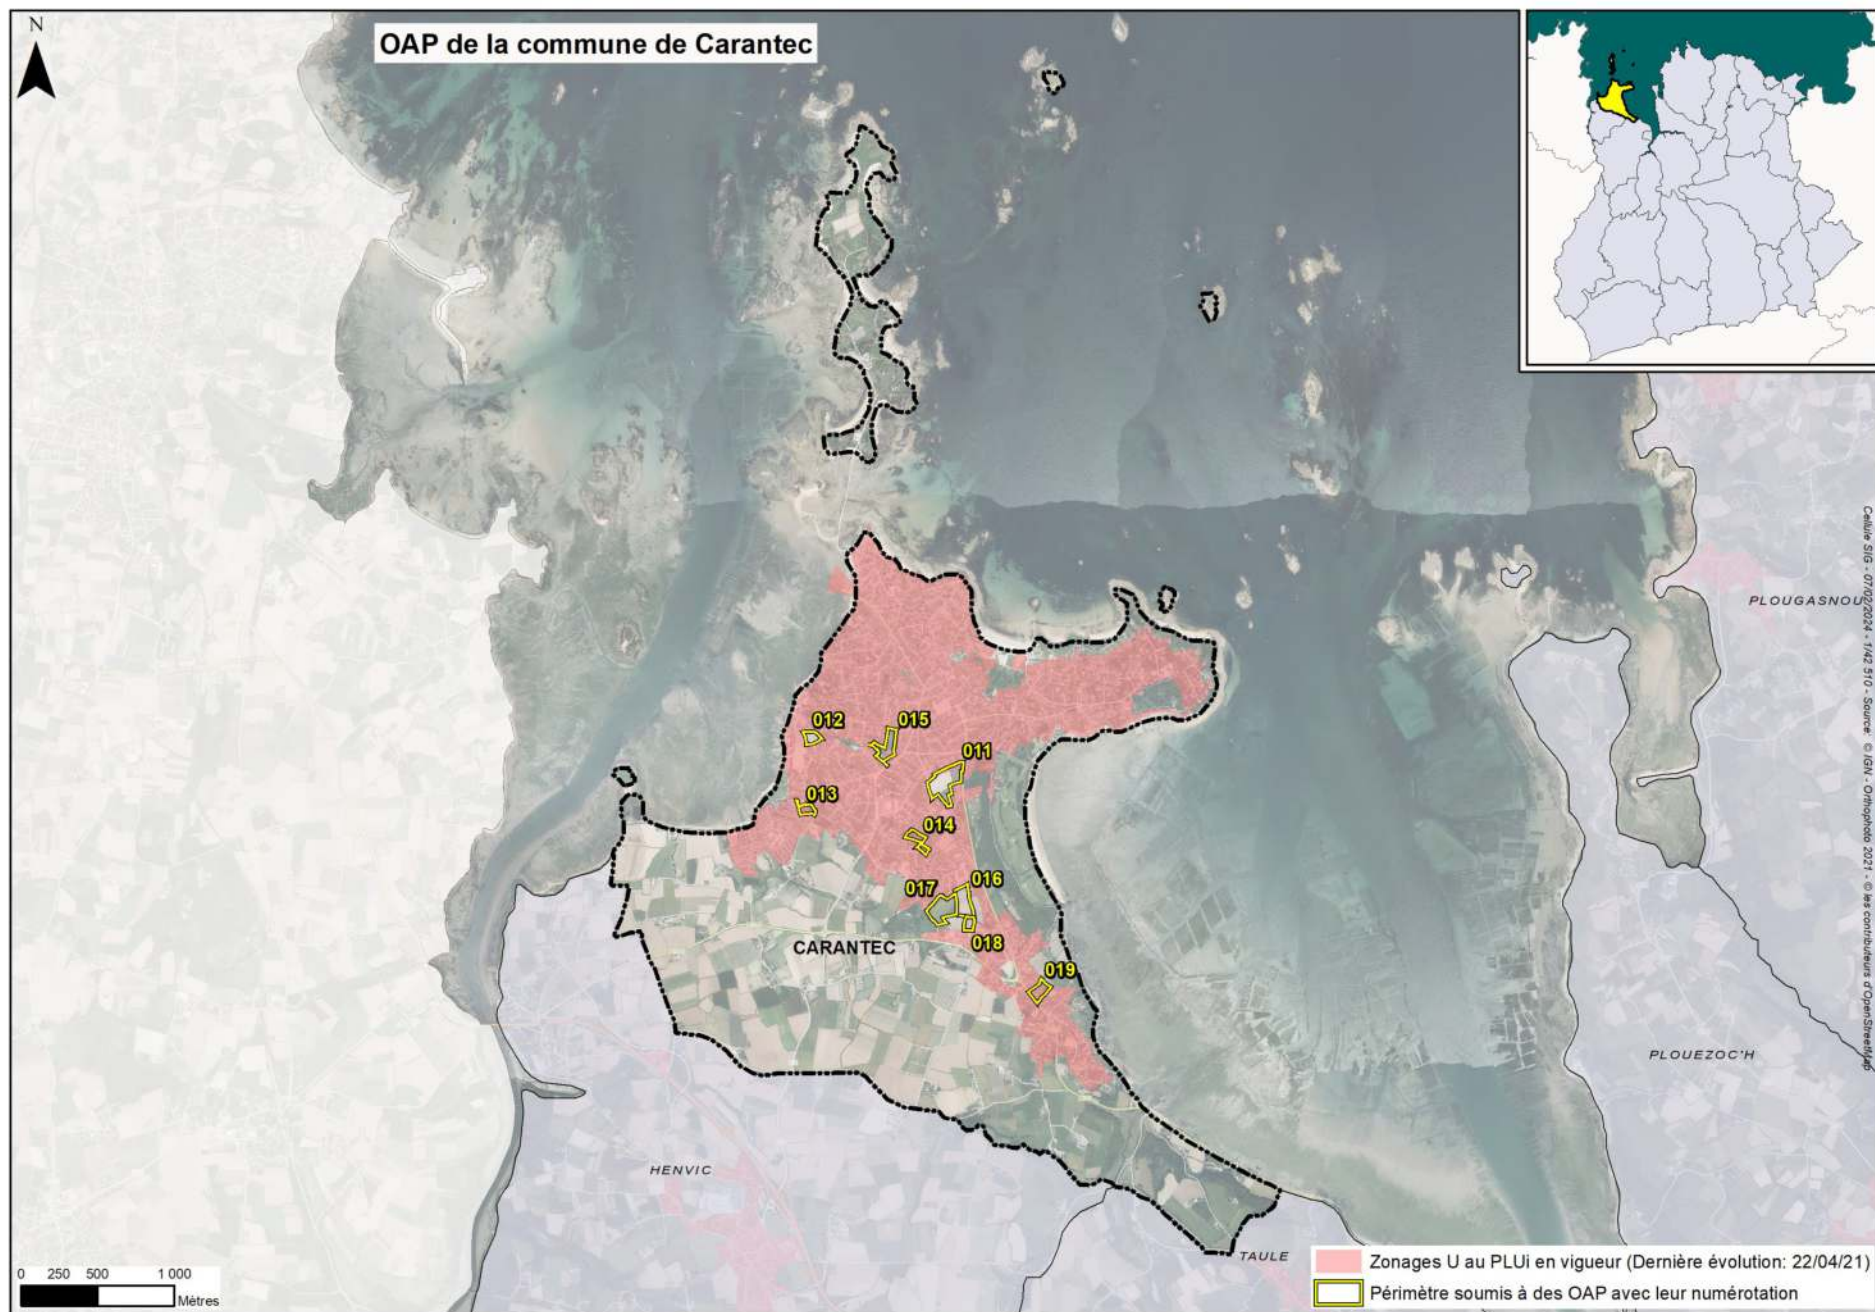 N
OAP de la commune de Carantec
PLOUGASNOU
012
015
011
013
014
016
017
018
CARANTEC
019
PLOUEZOC'H
HENVIC
TAULE
0 250 500 1 000
Mètres
Zonages U au PLUi en vigueur (Dernière évolution: 22/04/21)
Périmètre soumis à des OAP avec leur numérotation
Cellule SIG - 07/02/2024 - 1/42 510 - Source: © IGN - Orthophoto 2021 - © les contributeurs d'OpenStreetMap